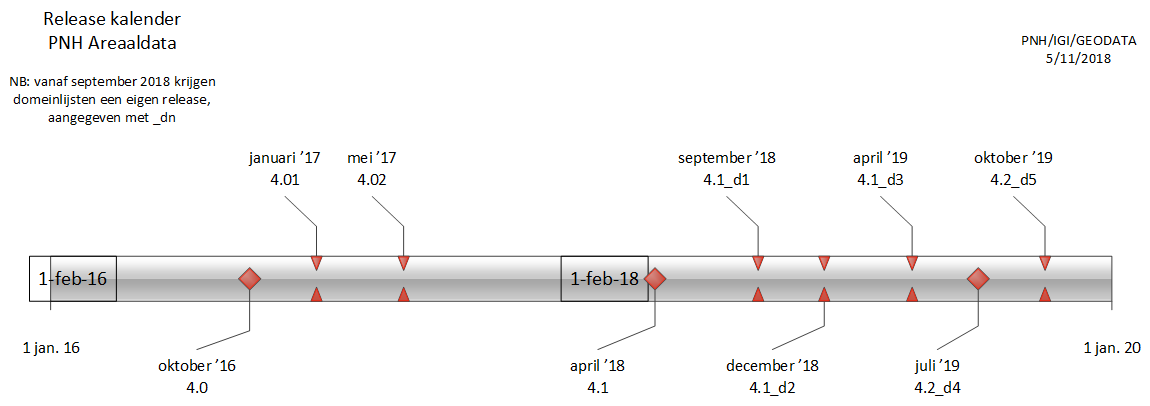 Release kalender
PNH Areaaldata
PNH/IGI/GEODATA
5/11/2018
NB: vanaf september 2018 krijgen
domeinlijsten een eigen release,
aangegeven met _dn
januari ’17
4.01
mei ’17
4.02
september ’18
4.1_d1
april ’19
4.1_d3
oktober ’19
4.2_d5
1-feb-16
1-feb-18
1 jan. 16
1 jan. 20
oktober ’16
4.0
april ’18
4.1
december ’18
4.1_d2
juli ’19
4.2_d4